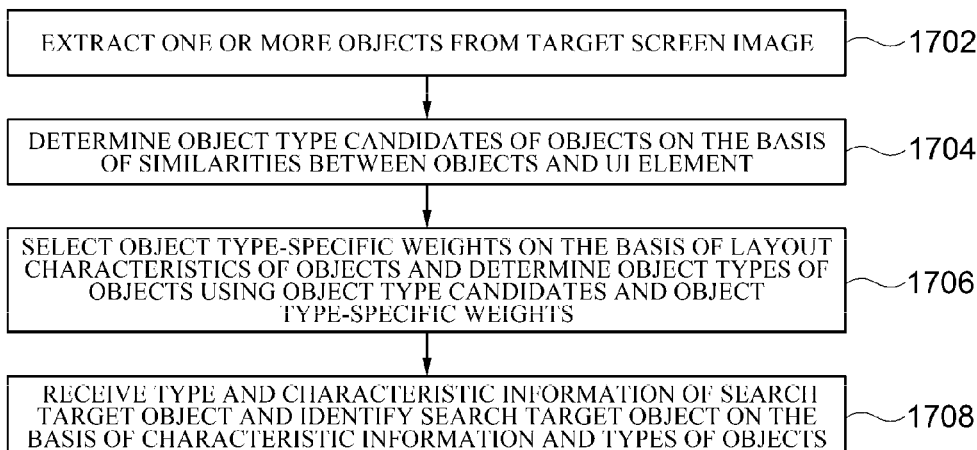 EXTRACT ONE OR MORE OBJECTS FROM TARGET SCREEN IMAGE
1702
DETERMINE OBJECT TYPE CANDIDATES OF OBJECTS ON THE BASIS
OF SIMILARITIES BETWEEN OBJECTS AND UI ELEMENT
1704
SELECT OBJECT TYPE-SPECIFIC WEIGHTS ON THE BASIS OF LAYOUT
CHARACTERISTICS OF OBJECTS AND DETERMINE OBJECT TYPES OF
OBJECTS USING OBJECT TYPE CANDIDATES AND OBJECT
TYPE-SPECIFIC WEIGHTS
1706
RECEIVE TYPE AND CHARACTERISTIC INFORMATION OF SEARCH
TARGET OBJECT AND IDENTIFY SEARCH TARGET OBJECT ON THE
BASIS OF CHARACTERISTIC INFORMATION AND TYPES OF OBJECTS
1708